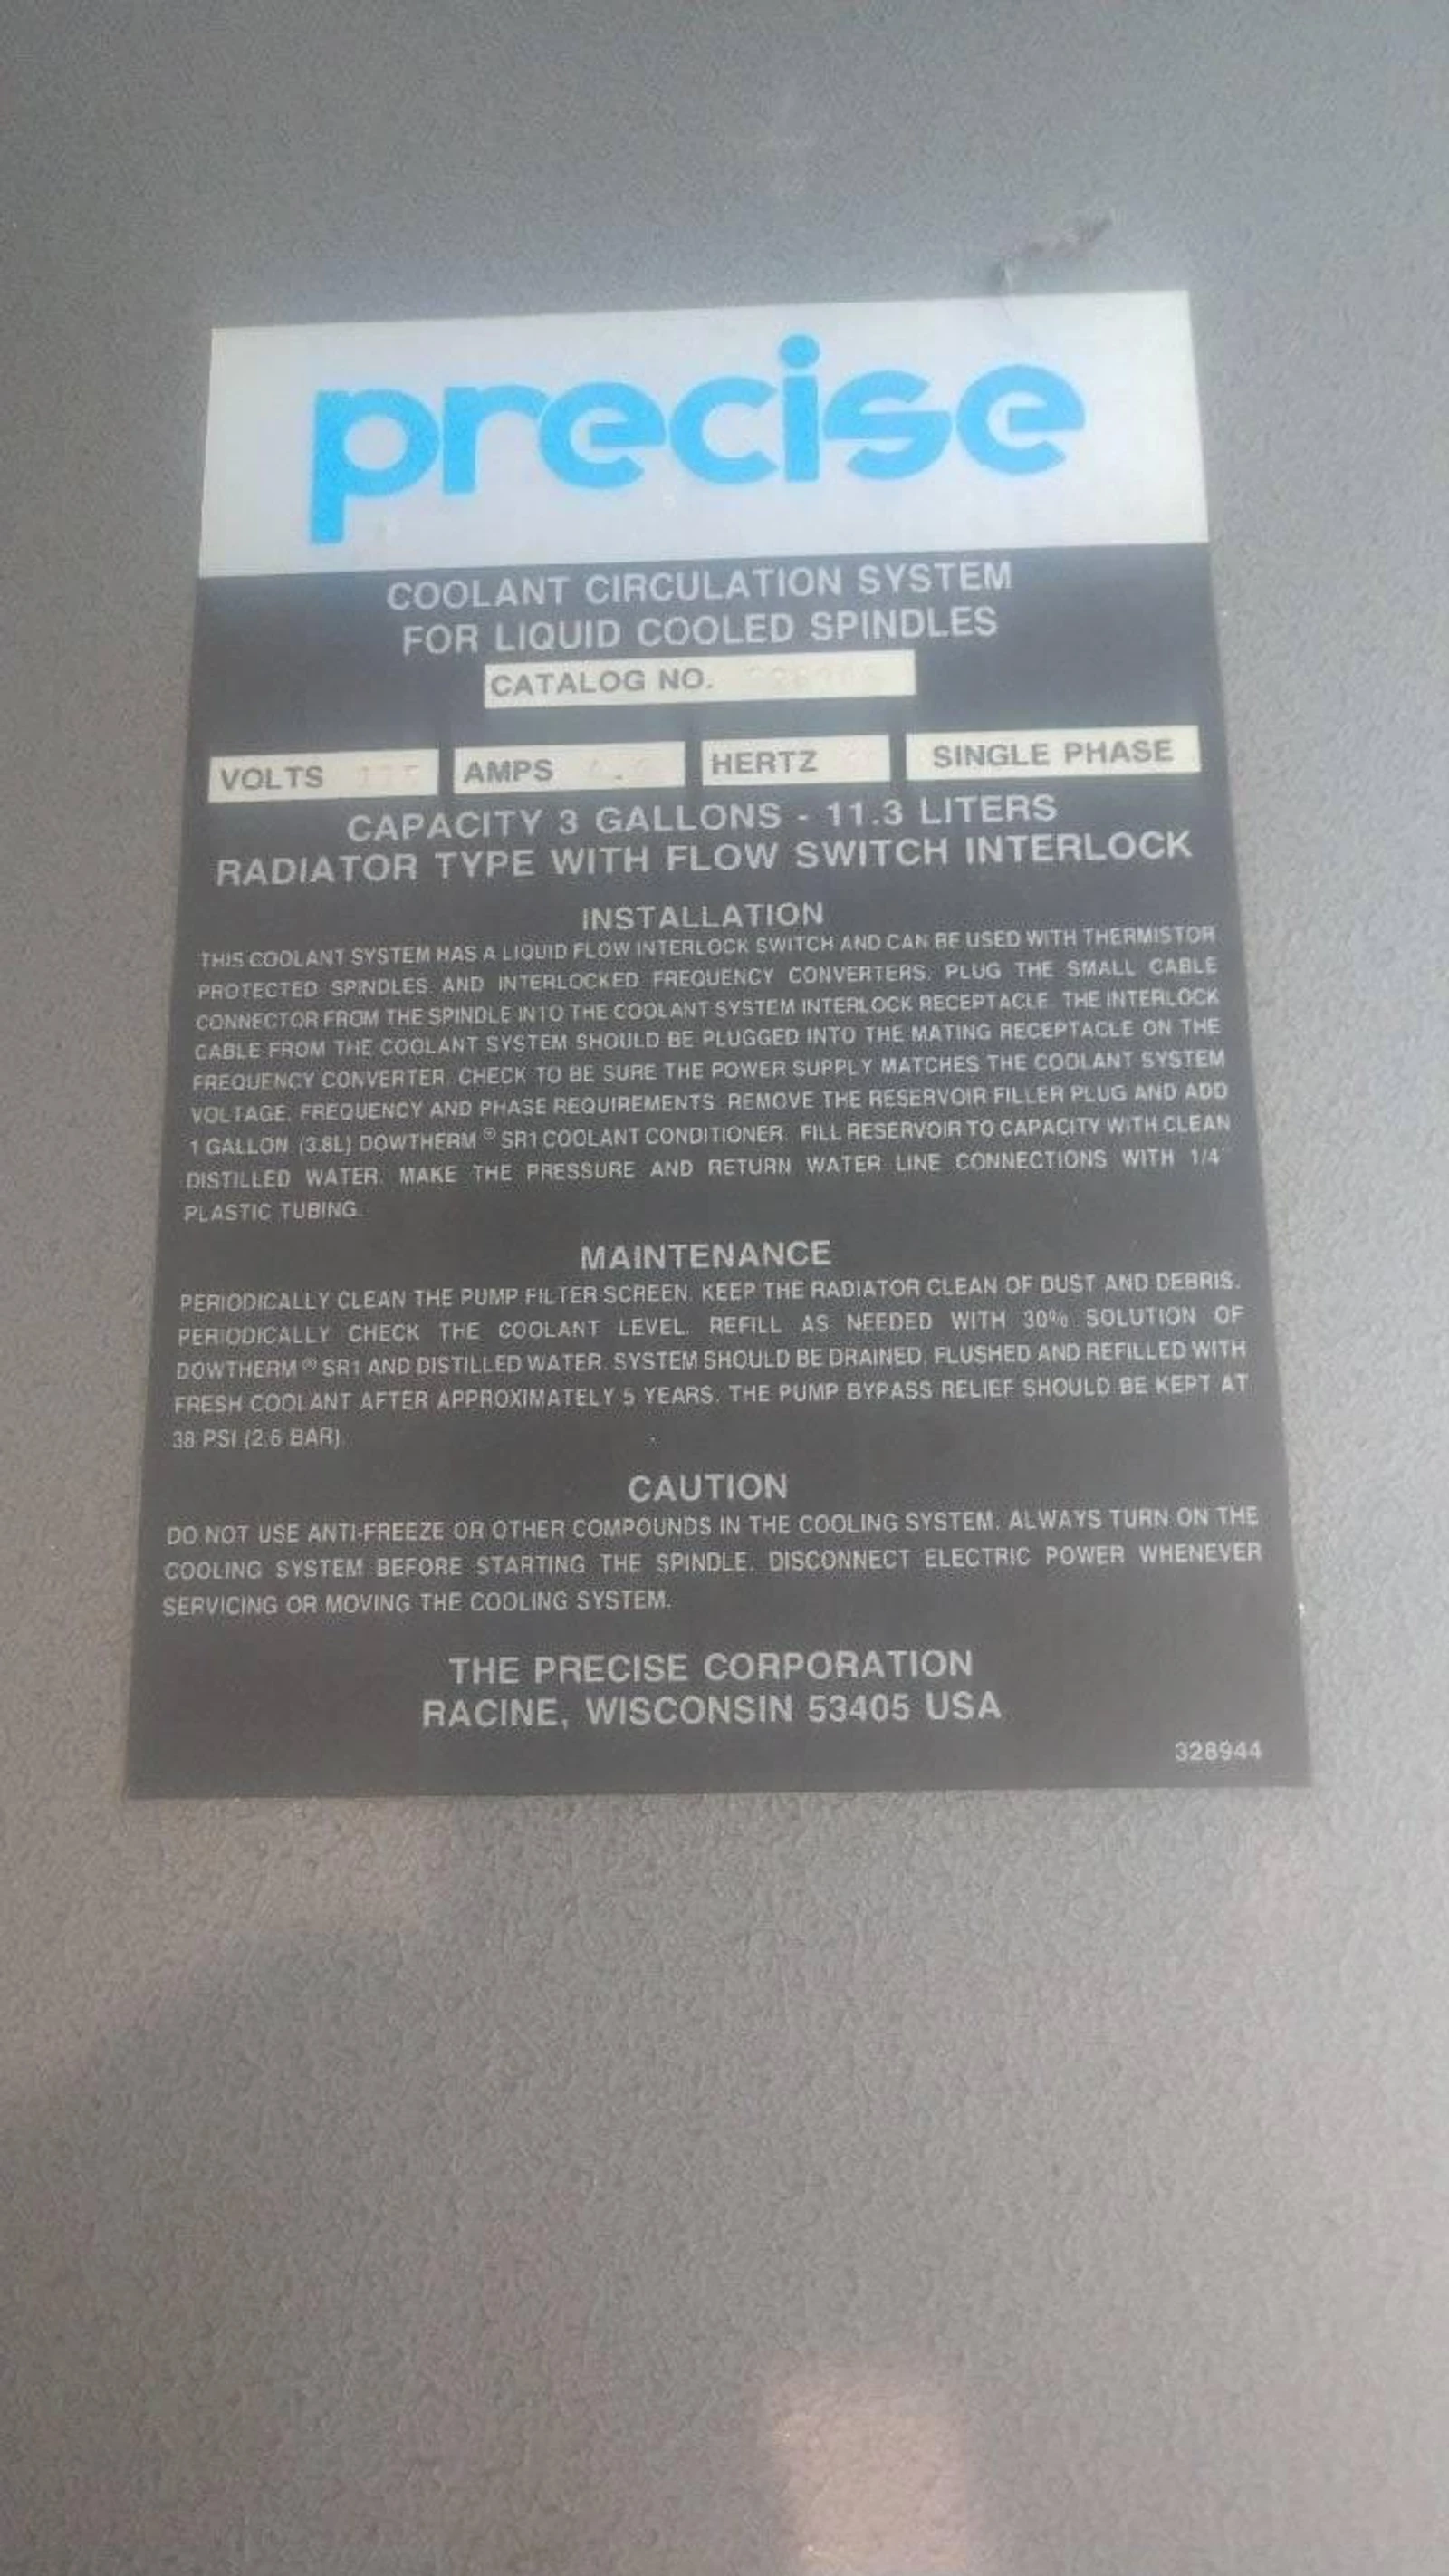 precise
COOLANT CIRCULATION SYSTEM
FOR LIQUID COOLED SPINDLES
CATALOG NO.
VOLTS 115 AMPS HERTZ SINGLE PHASE
CAPACITY 3 GALLONS - 11.3 LITERS
RADIATOR TYPE WITH FLOW SWITCH INTERLOCK
INSTALLATION
THIS COOLANT SYSTEM HAS A LIQUID FLOW INTERLOCK SWITCH AND CAN BE USED WITH THERMISTOR
PROTECTED SPINDLES AND INTERLOCKED FREQUENCY CONVERTERS. PLUG THE SMALL CABLE
CONNECTOR FROM THE SPINDLE INTO THE COOLANT SYSTEM INTERLOCK RECEPTACLE. THE INTERLOCK
CABLE FROM THE COOLANT SYSTEM SHOULD BE PLUGGED INTO THE MATING RECEPTACLE ON THE
FREQUENCY CONVERTER. CHECK TO BE SURE THE POWER SUPPLY MATCHES THE COOLANT SYSTEM
VOLTAGE, FREQUENCY AND PHASE REQUIREMENTS. REMOVE THE RESERVOIR FILLER PLUG AND ADD
1 GALLON (3.8L) DOWTHERM ® SR1 COOLANT CONDITIONER. FILL RESERVOIR TO CAPACITY WITH CLEAN
DISTILLED WATER. MAKE THE PRESSURE AND RETURN WATER LINE CONNECTIONS WITH 1/4"
PLASTIC TUBING.
MAINTENANCE
PERIODICALLY CLEAN THE PUMP FILTER SCREEN. KEEP THE RADIATOR CLEAN OF DUST AND DEBRIS.
PERIODICALLY CHECK THE COOLANT LEVEL. REFILL AS NEEDED WITH 30% SOLUTION OF
DOWTHERM ® SR1 AND DISTILLED WATER. SYSTEM SHOULD BE DRAINED, FLUSHED AND REFILLED WITH
FRESH COOLANT AFTER APPROXIMATELY 5 YEARS. THE PUMP BYPASS RELIEF SHOULD BE KEPT AT
38 PSI (2.6 BAR).
CAUTION
DO NOT USE ANTI-FREEZE OR OTHER COMPOUNDS IN THE COOLING SYSTEM. ALWAYS TURN ON THE
COOLING SYSTEM BEFORE STARTING THE SPINDLE. DISCONNECT ELECTRIC POWER WHENEVER
SERVICING OR MOVING THE COOLING SYSTEM.
THE PRECISE CORPORATION
RACINE, WISCONSIN 53405 USA
328944